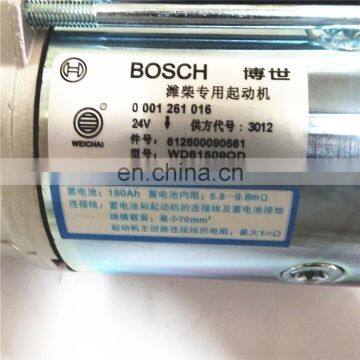 BOSCH 博世
WEICHAI
潍柴专用起动机
0 001 261 016
24V 供方代号: 3012
件号: 612600090561
型号: WD61509QD
蓄电池: 180Ah 蓄电池内阻: 5.8…9.8mΩ
连接线: 蓄电池和起动机的连接线及蓄电池接地
线横截面: 最小70mm²
起动机主回路连接线的电阻: 最大1mΩ
fr.china.cn